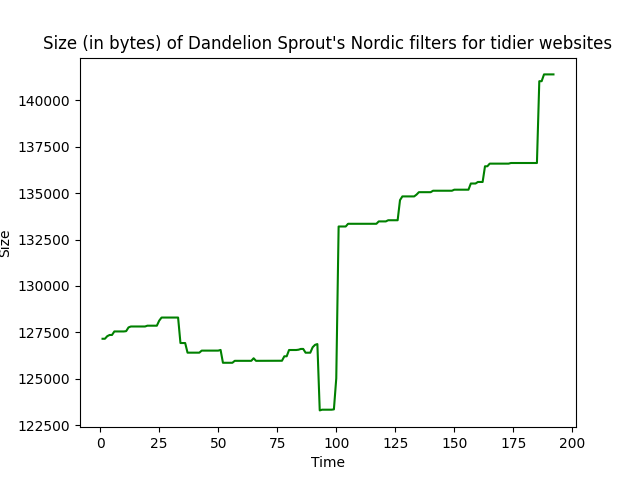 Size (in bytes) of Dandelion Sprout's Nordic filters for tidier websites
140000
137500
135000
132500
130000
127500
125000
122500
Size
0 25 50 75 100 125 150 175 200
Time